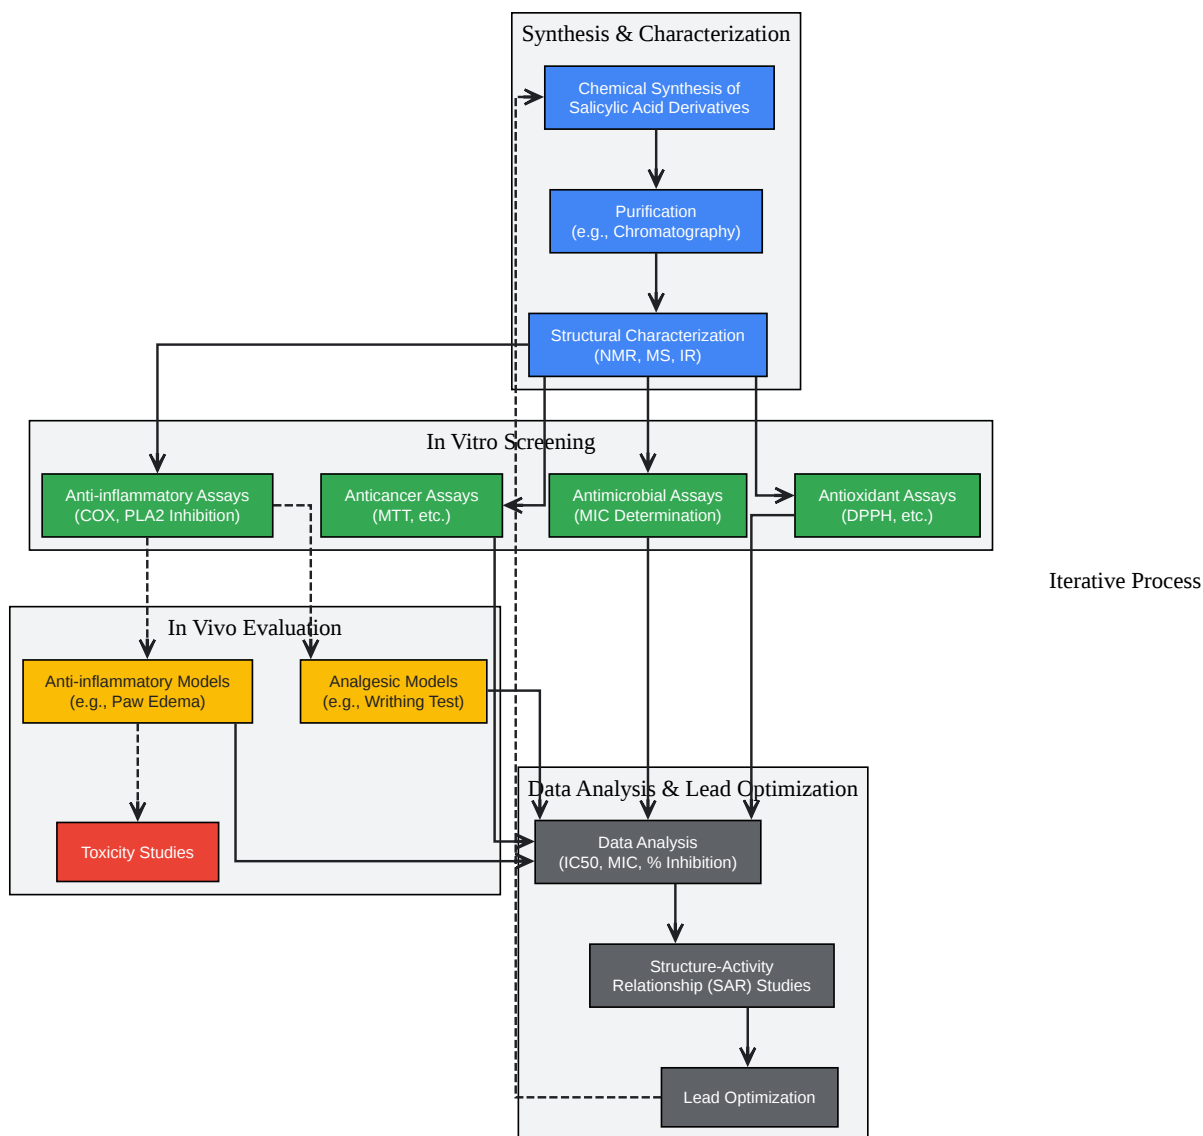 Synthesis & Characterization
Chemical Synthesis of
Salicylic Acid Derivatives
Purification
(e.g., Chromatography)
Structural Characterization
(NMR, MS, IR)
In Vitro Screening
Anti-inflammatory Assays
(COX, PLA2 Inhibition)
Anticancer Assays
(MTT, etc.)
Antimicrobial Assays
(MIC Determination)
Antioxidant Assays
(DPPH, etc.)
Iterative Process
In Vivo Evaluation
Anti-inflammatory Models
(e.g., Paw Edema)
Analgesic Models
(e.g., Writhing Test)
Toxicity Studies
Data Analysis & Lead Optimization
Data Analysis
(IC50, MIC, % Inhibition)
Structure-Activity
Relationship (SAR) Studies
Lead Optimization